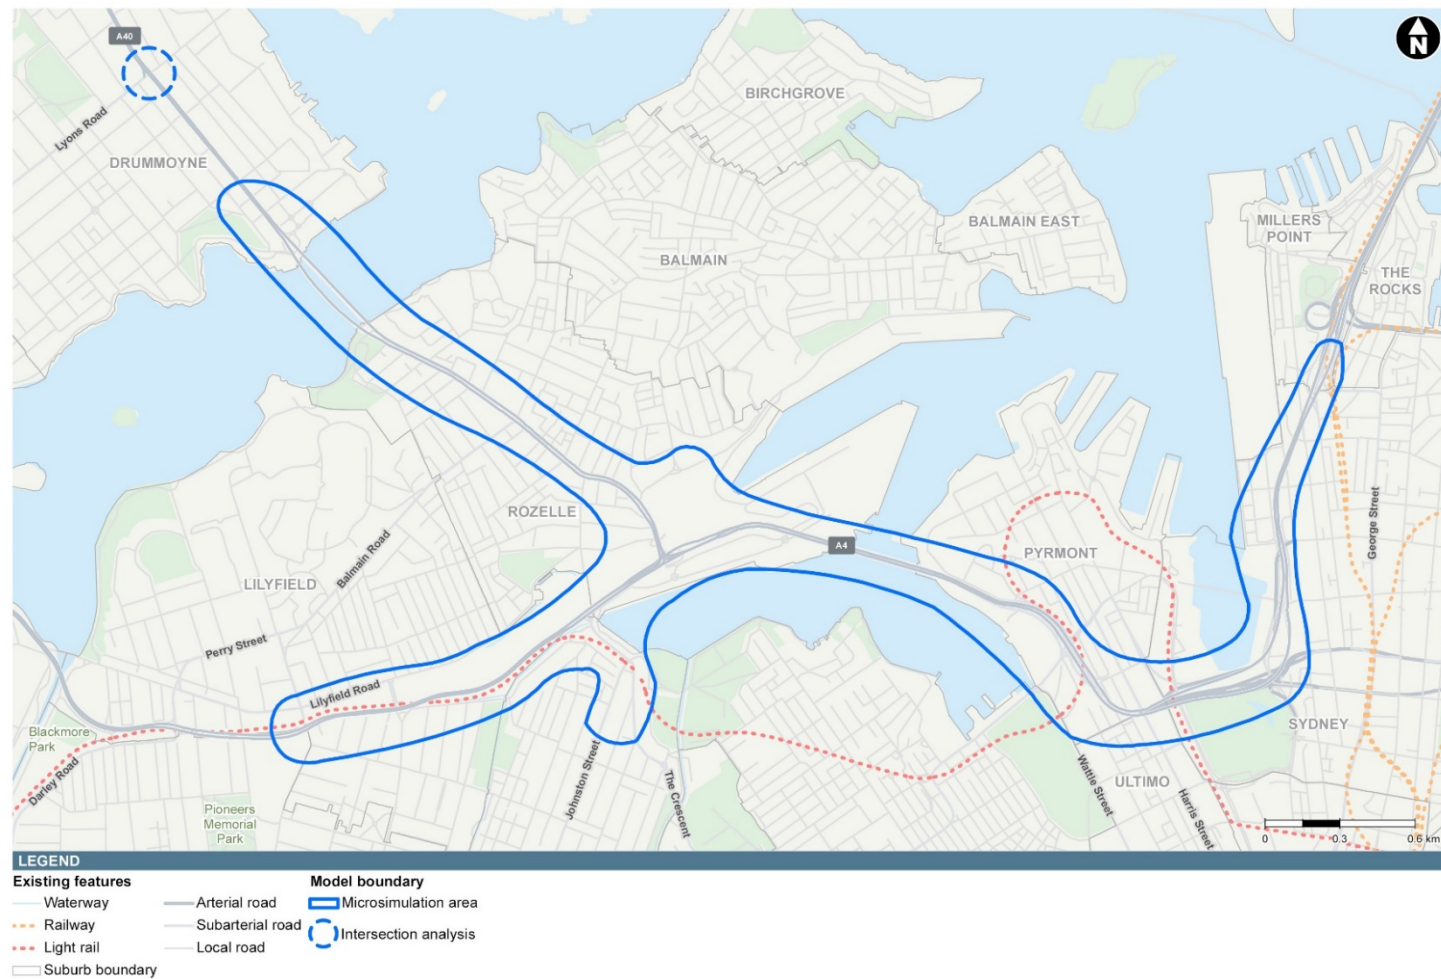 A40
N
BIRCHGROVE
Lyons Road
DRUMMOYNE
BALMAIN EAST
MILLERS
POINT
BALMAIN
THE
ROCKS
George Street
ROZELLE
A4
PYRMONT
Balmain Road
LILYFIELD
Perry Street
Lilyfield Road
Blackmore
Park
SYDNEY
Darley Road
Johnston Street
The Crescent
Wattle Street
ULTIMO
Harris Street
Pioneers
Memorial
Park
0 0.3 0.6 km
LEGEND
Existing features
Waterway
Railway
Light rail
Suburb boundary
Arterial road
Subarterial road
Local road
Model boundary
Microsimulation area
Intersection analysis